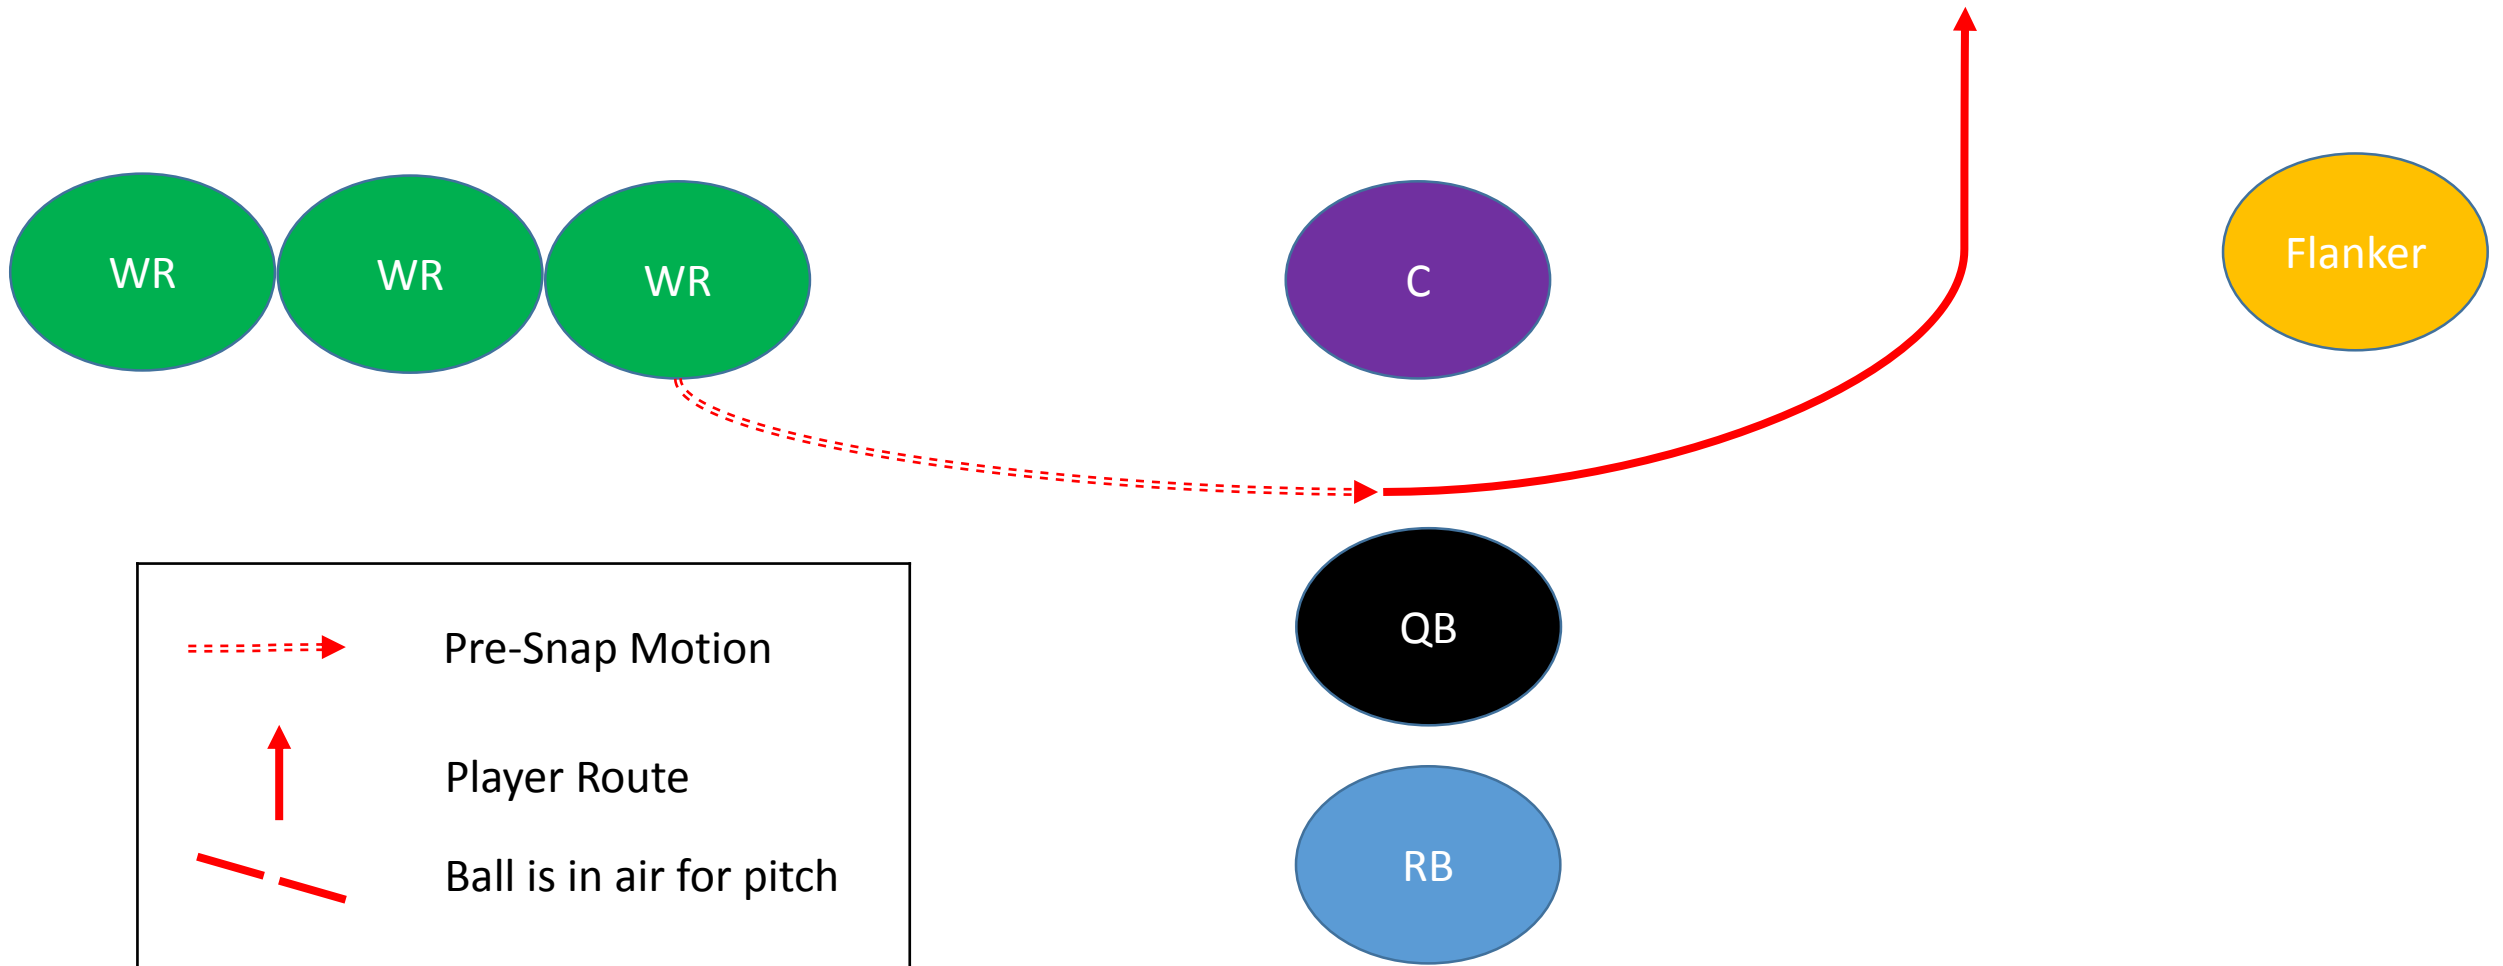 WR
WR
WR
C
Flanker
QB
RB
Pre-Snap Motion
Player Route
Ball is in air for pitch